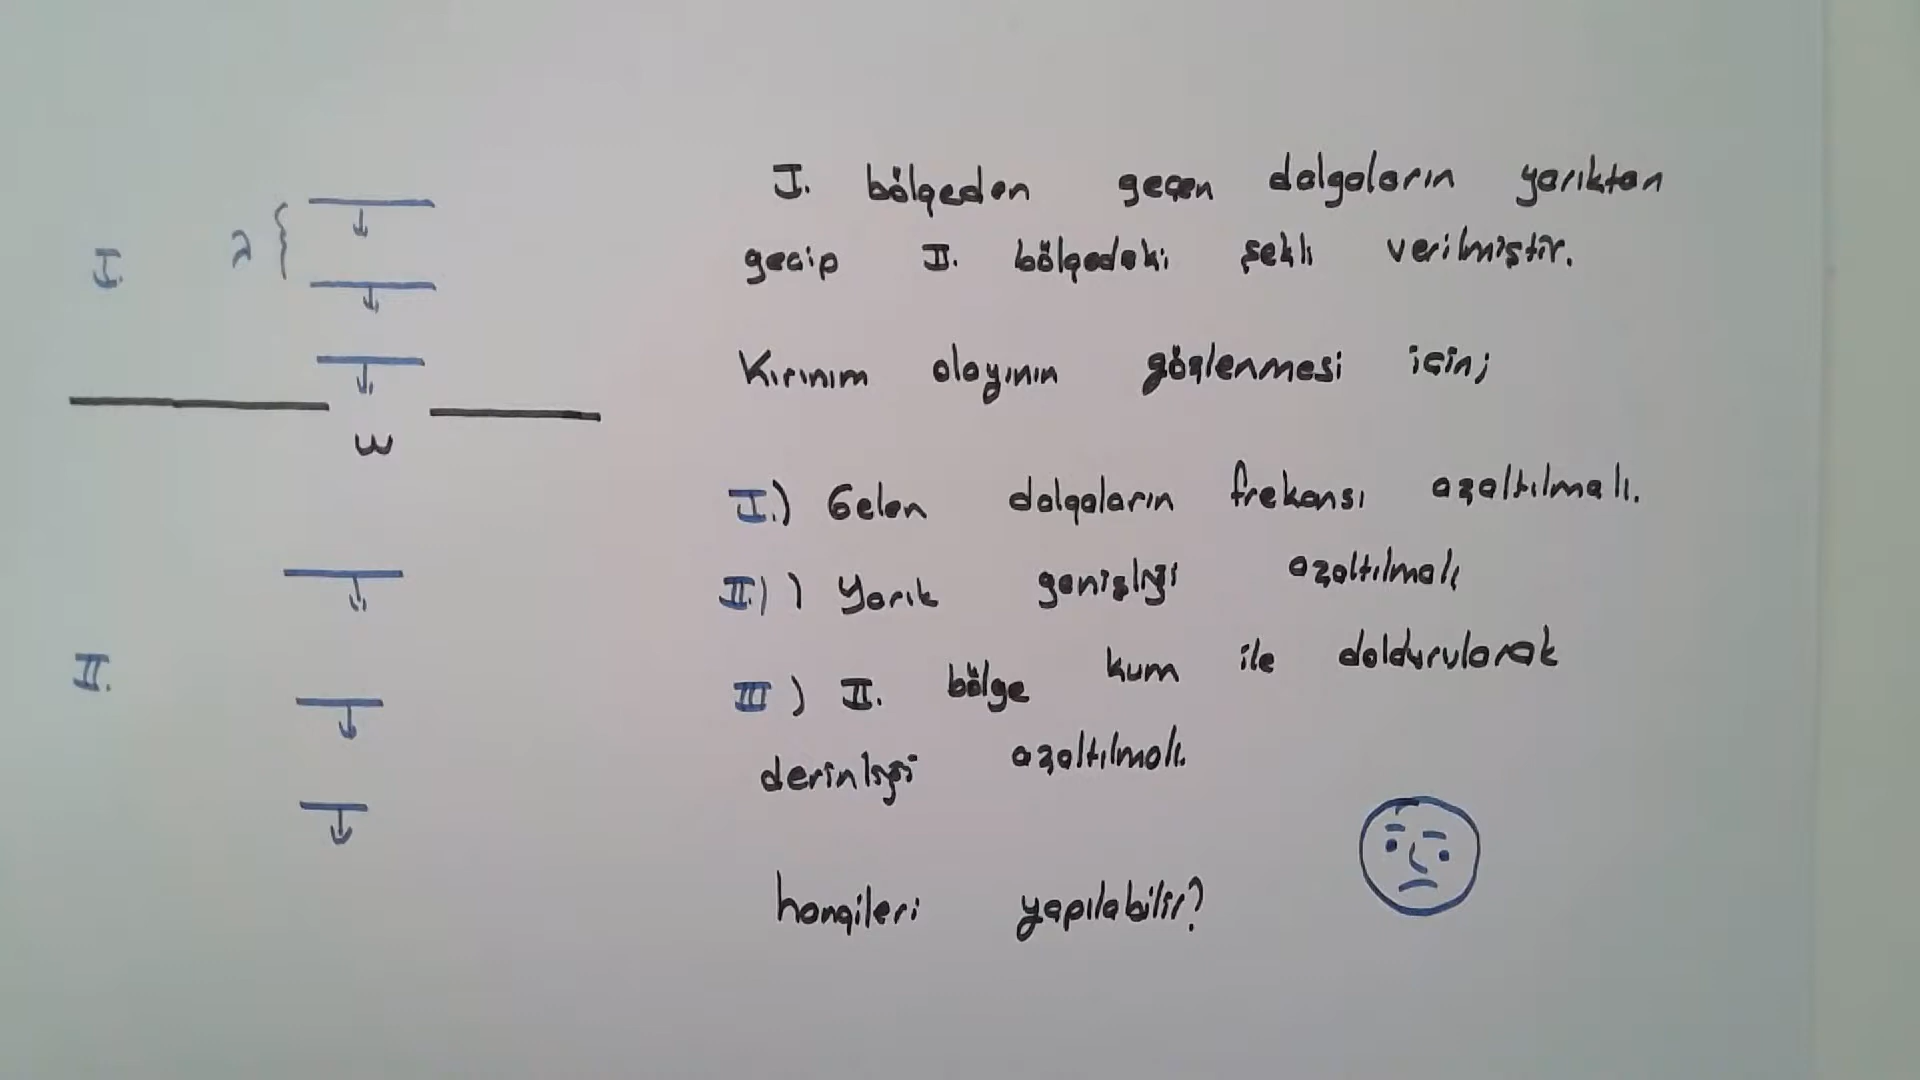 I. bölgeden geçen dalgaların yarıktan
geçip II. bölgedeki şekli verilmiştir.
Kırınım olayının gözlenmesi için;
I.) Gelen dalgaların frekansı azaltılmalı.
II.) ) Yarık genişliği azaltılmalı
III ) II. bölge kum ile doldurularak
derinliği azaltılmalı.
hangileri yapılabilir?
I.
λ
w
II.